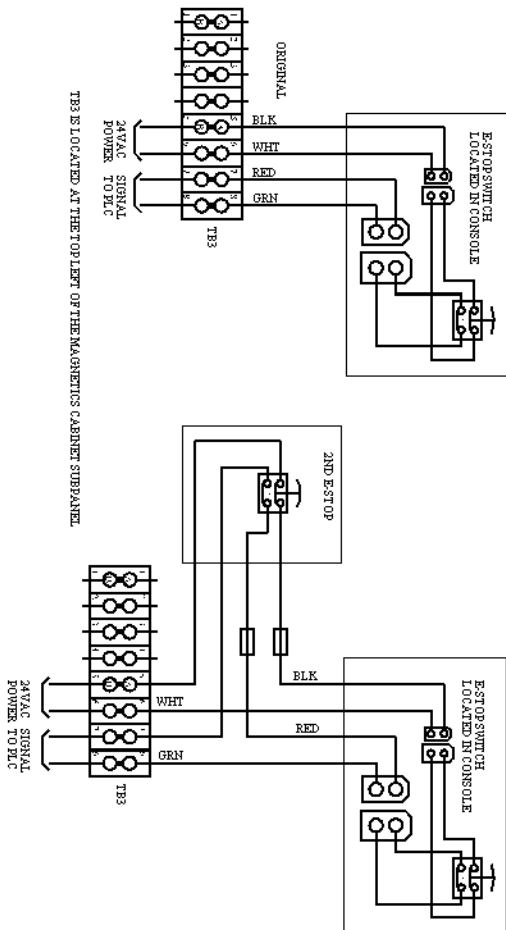 ORIGINAL
E-STOP SWITCH
LOCATED IN CONSOLE
BLK
WHT
RED
GRN
24VAC
POWER
SIGNAL
TO PLC
TB3
TB3 IS LOCATED AT THE TOP LEFT OF THE MAGNETICS CABINET SUBPANEL
2ND E-STOP
E-STOP SWITCH
LOCATED IN CONSOLE
BLK
WHT
RED
GRN
24VAC
POWER
SIGNAL
TO PLC
TB3